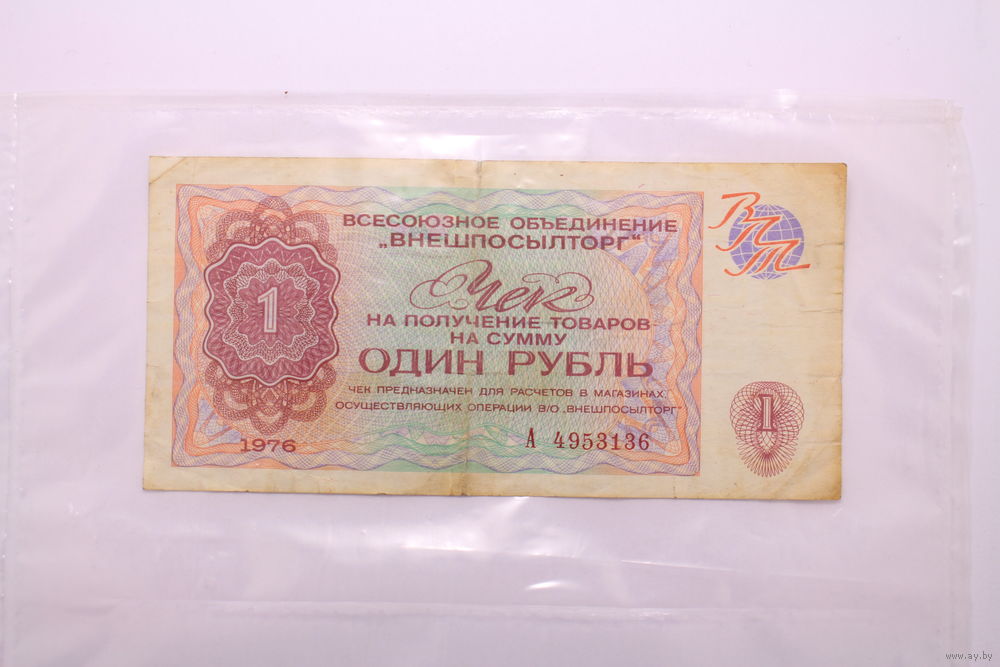 ВСЕСОЮЗНОЕ ОБЪЕДИНЕНИЕ
„ВНЕШПОСЫЛТОРГ“
ВПТ
Чек
НА ПОЛУЧЕНИЕ ТОВАРОВ
НА СУММУ
ОДИН РУБЛЬ
1
ЧЕК ПРЕДНАЗНАЧЕН ДЛЯ РАСЧЕТОВ В МАГАЗИНАХ,
ОСУЩЕСТВЛЯЮЩИХ ОПЕРАЦИИ В/О „ВНЕШПОСЫЛТОРГ“
1
1976
А 4953136
www.ay.by